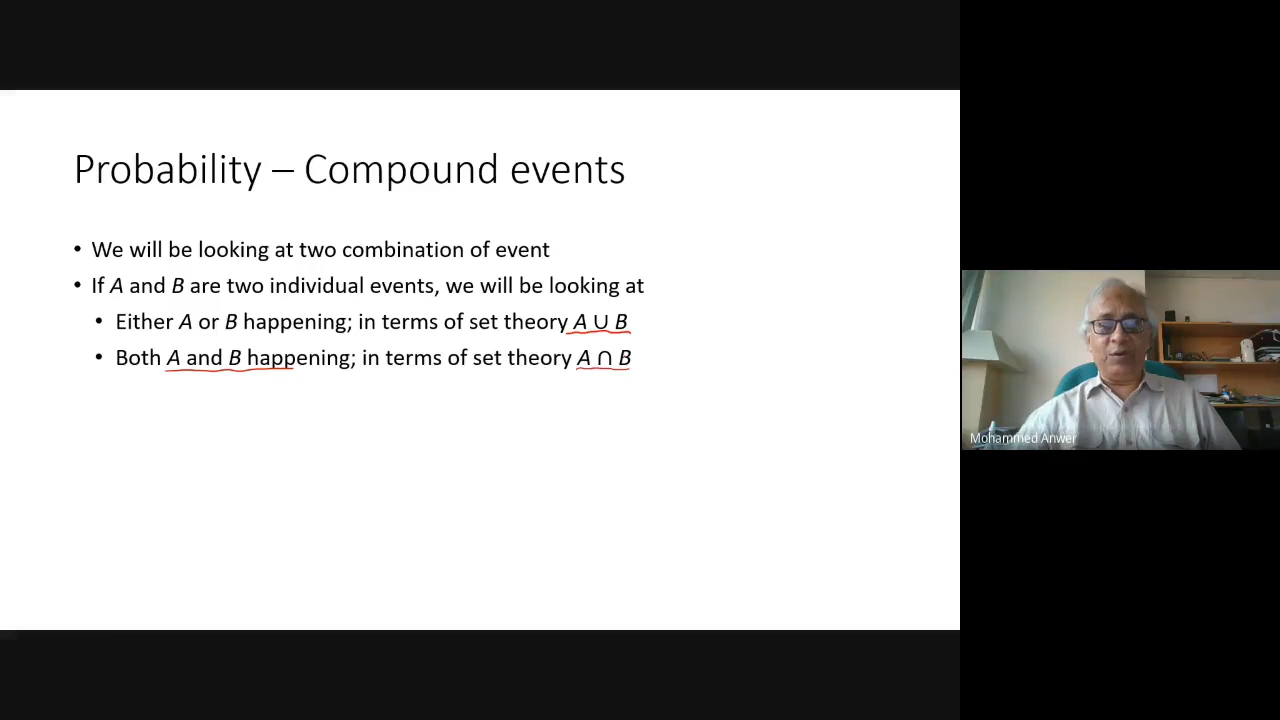 Probability – Compound events
• We will be looking at two combination of event
• If A and B are two individual events, we will be looking at
• Either A or B happening; in terms of set theory A ∪ B
• Both A and B happening; in terms of set theory A ∩ B
Mohammed Anwer